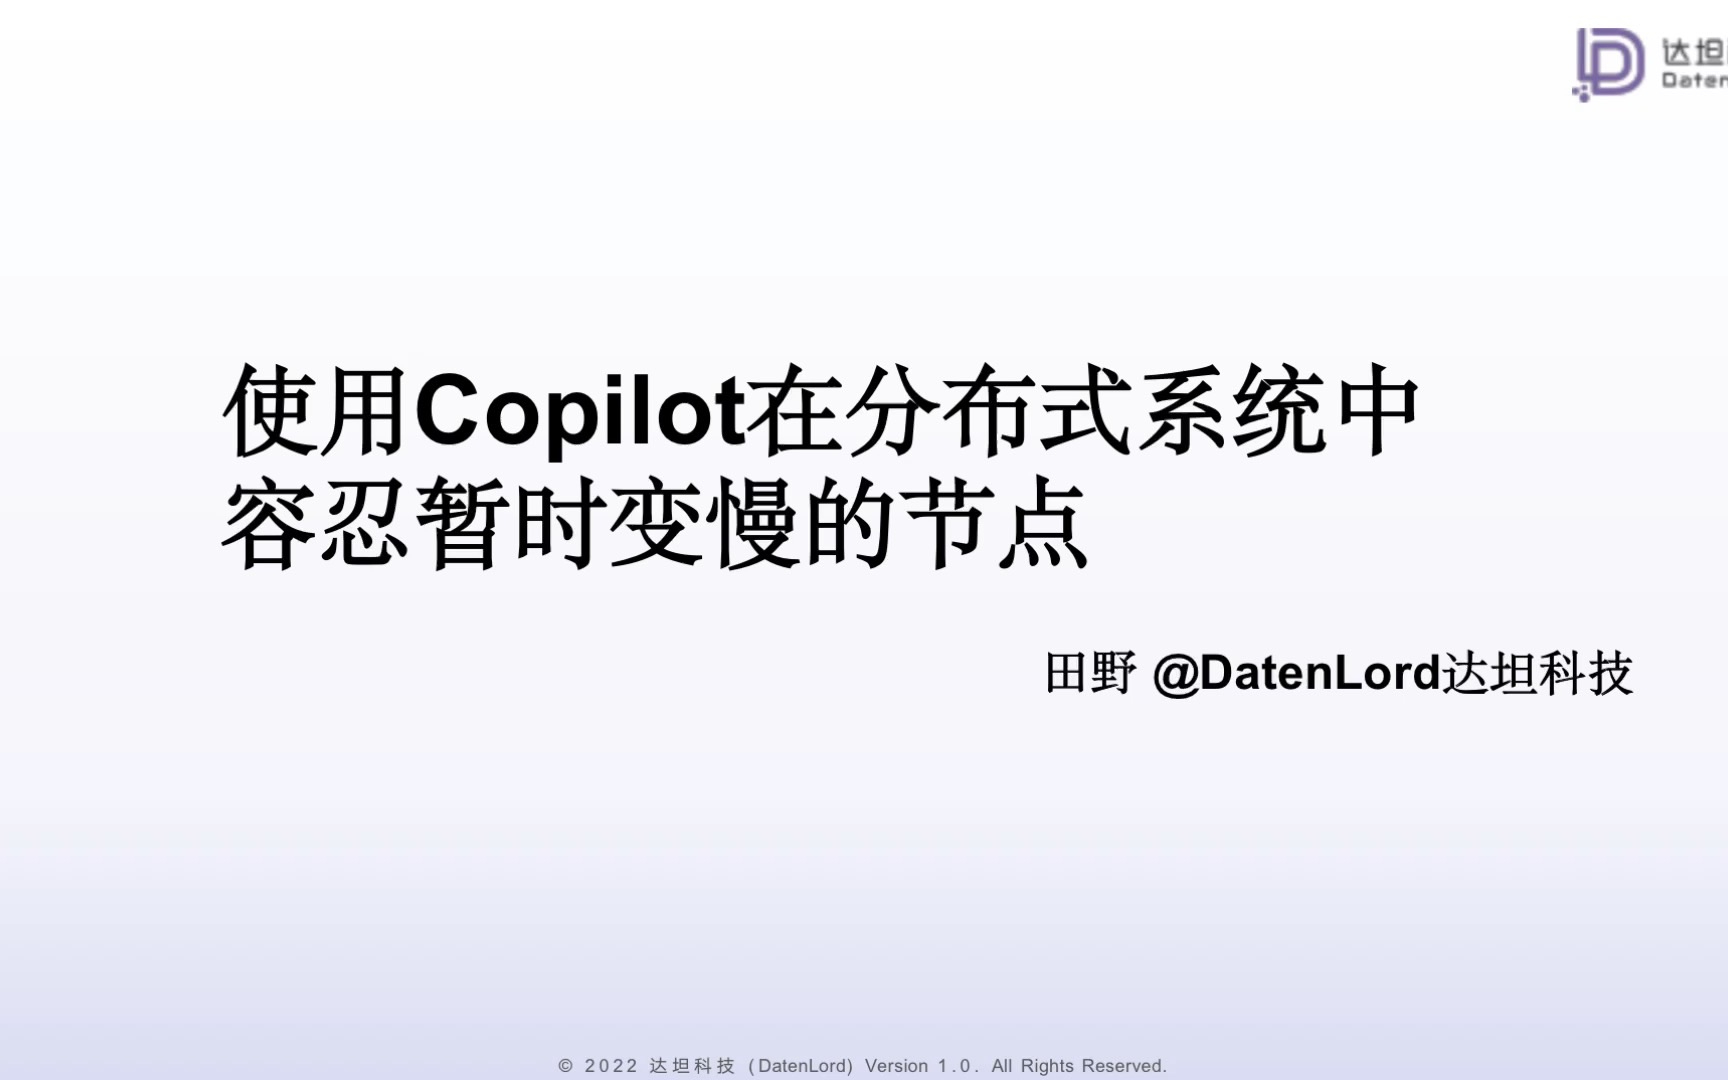 达坦
使用Copilot在分布式系统中
容忍暂时变慢的节点
田野 @DatenLord达坦科技
© 2022 达坦科技 (DatenLord) Version 1.0. All Rights Reserved.